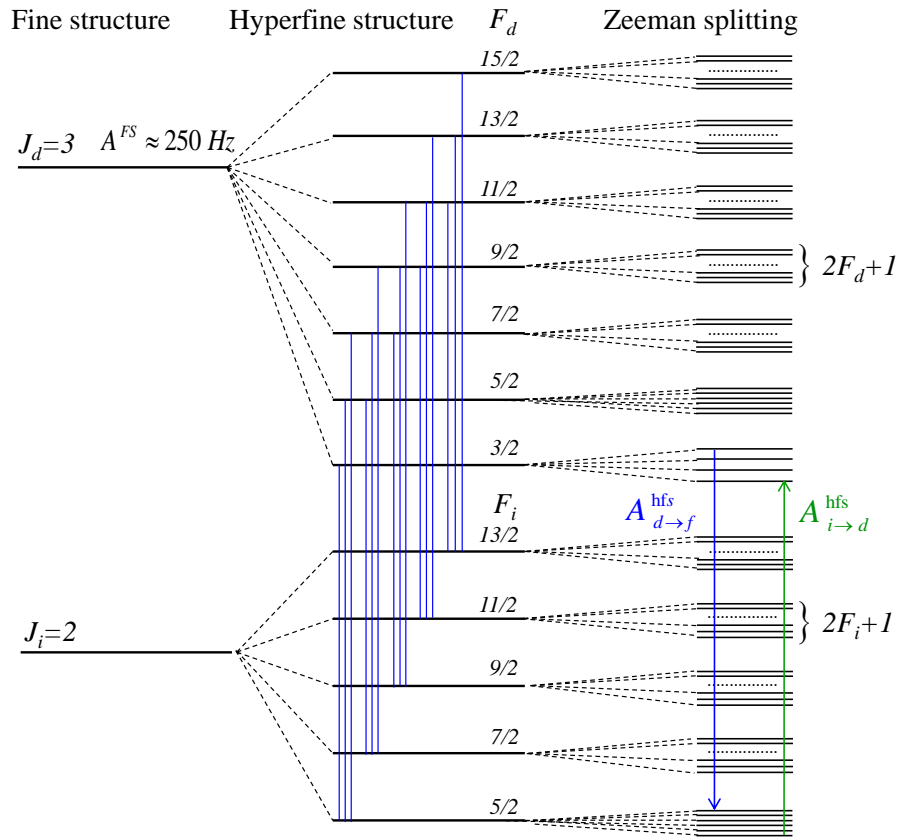 Fine structure Hyperfine structure F_d Zeeman splitting
15/2
13/2
J_d=3 A^{FS} ≈ 250 Hz
11/2
9/2
} 2F_d+1
7/2
5/2
3/2
F_i
A^{hfs}_{d→f} A^{hfs}_{i→d}
13/2
11/2
} 2F_i+1
J_i=2
9/2
7/2
5/2